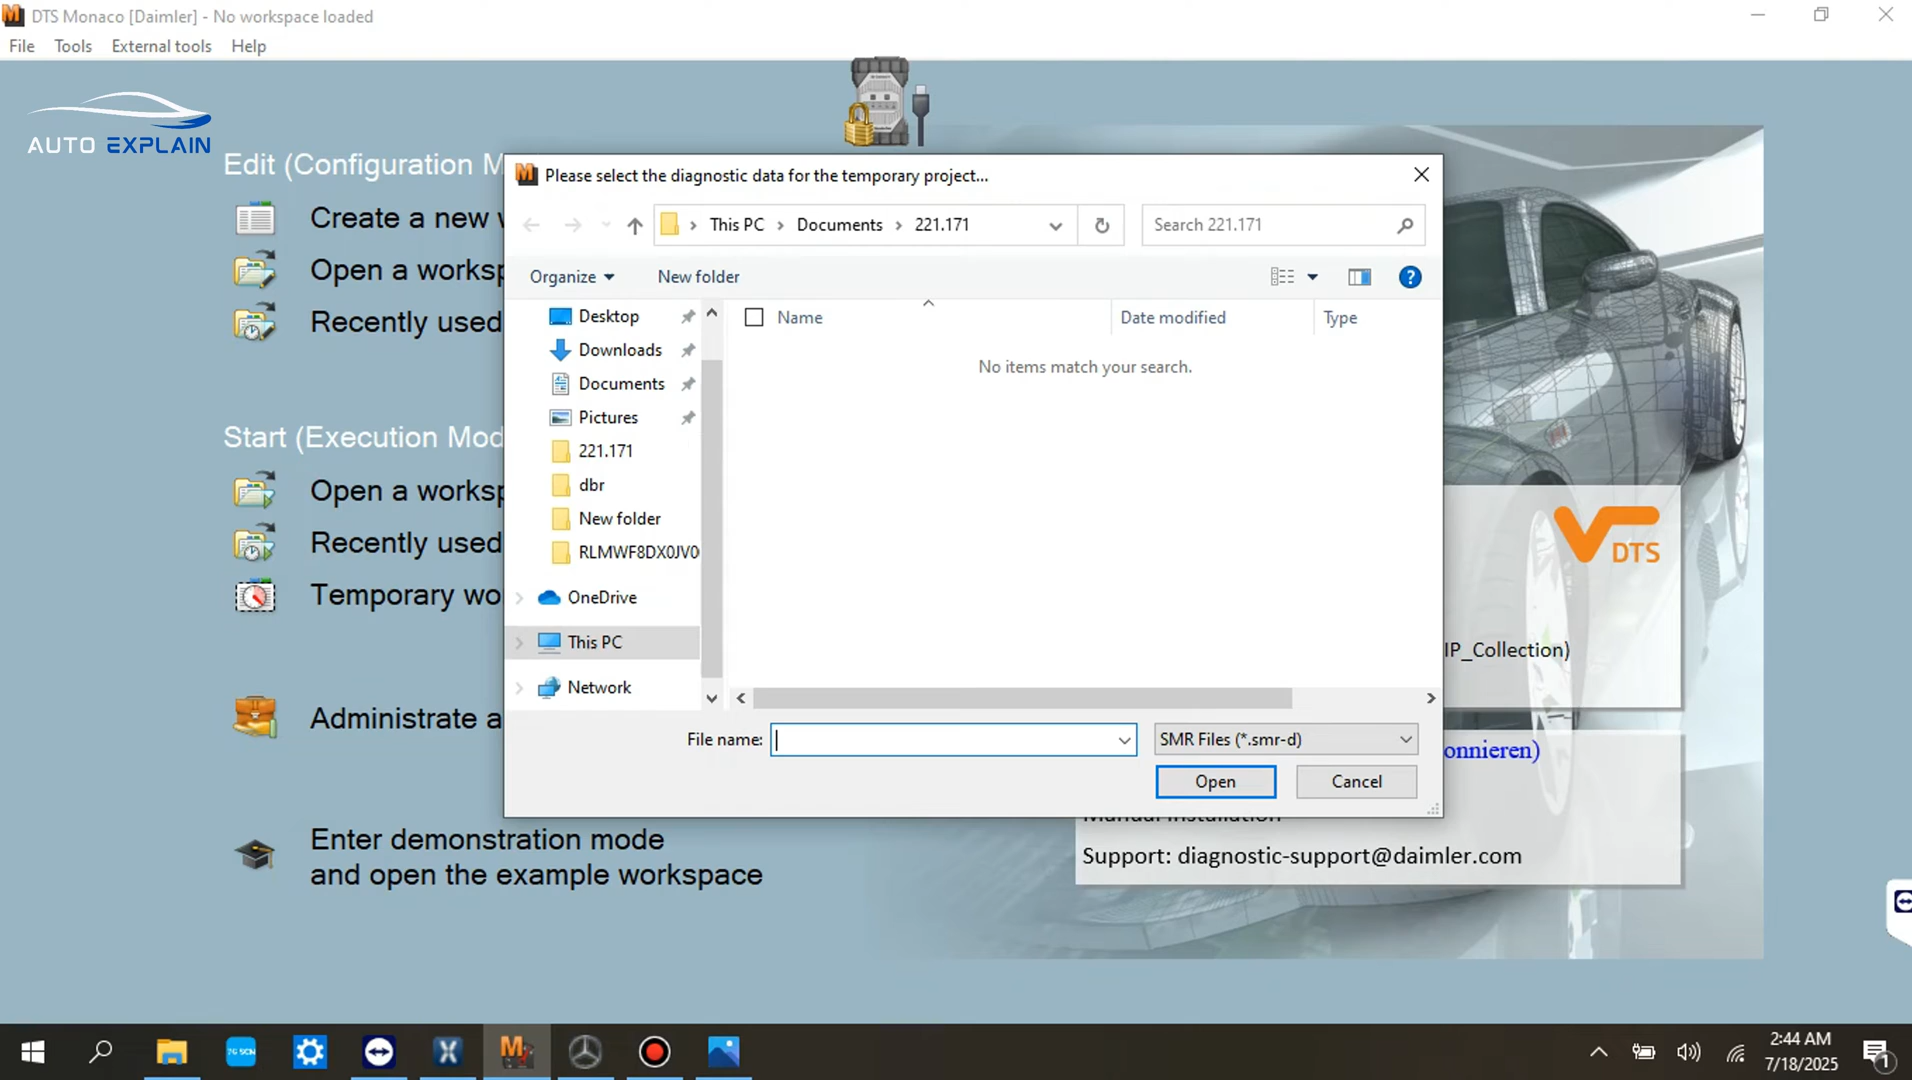 DTS Monaco [Daimler] - No workspace loaded
File Tools External tools Help
AUTO EXPLAIN
Edit (Configuration M
Create a new
Open a worksp
Recently used
Start (Execution Mod
Open a worksp
Recently used
Temporary wo
Administrate a
Enter demonstration mode
and open the example workspace
Please select the diagnostic data for the temporary project...
This PC > Documents > 221.171
Search 221.171
Organize
New folder
Desktop
Downloads
Documents
Pictures
221.171
dbr
New folder
RLMWF8DX0JV0
OneDrive
This PC
Network
Name
Date modified
Type
No items match your search.
File name:
SMR Files (*.smr-d)
Open
Cancel
DTS
IP_Collection)
onnieren)
Manual Installation
Support: diagnostic-support@daimler.com
2:44 AM
7/18/2025
1